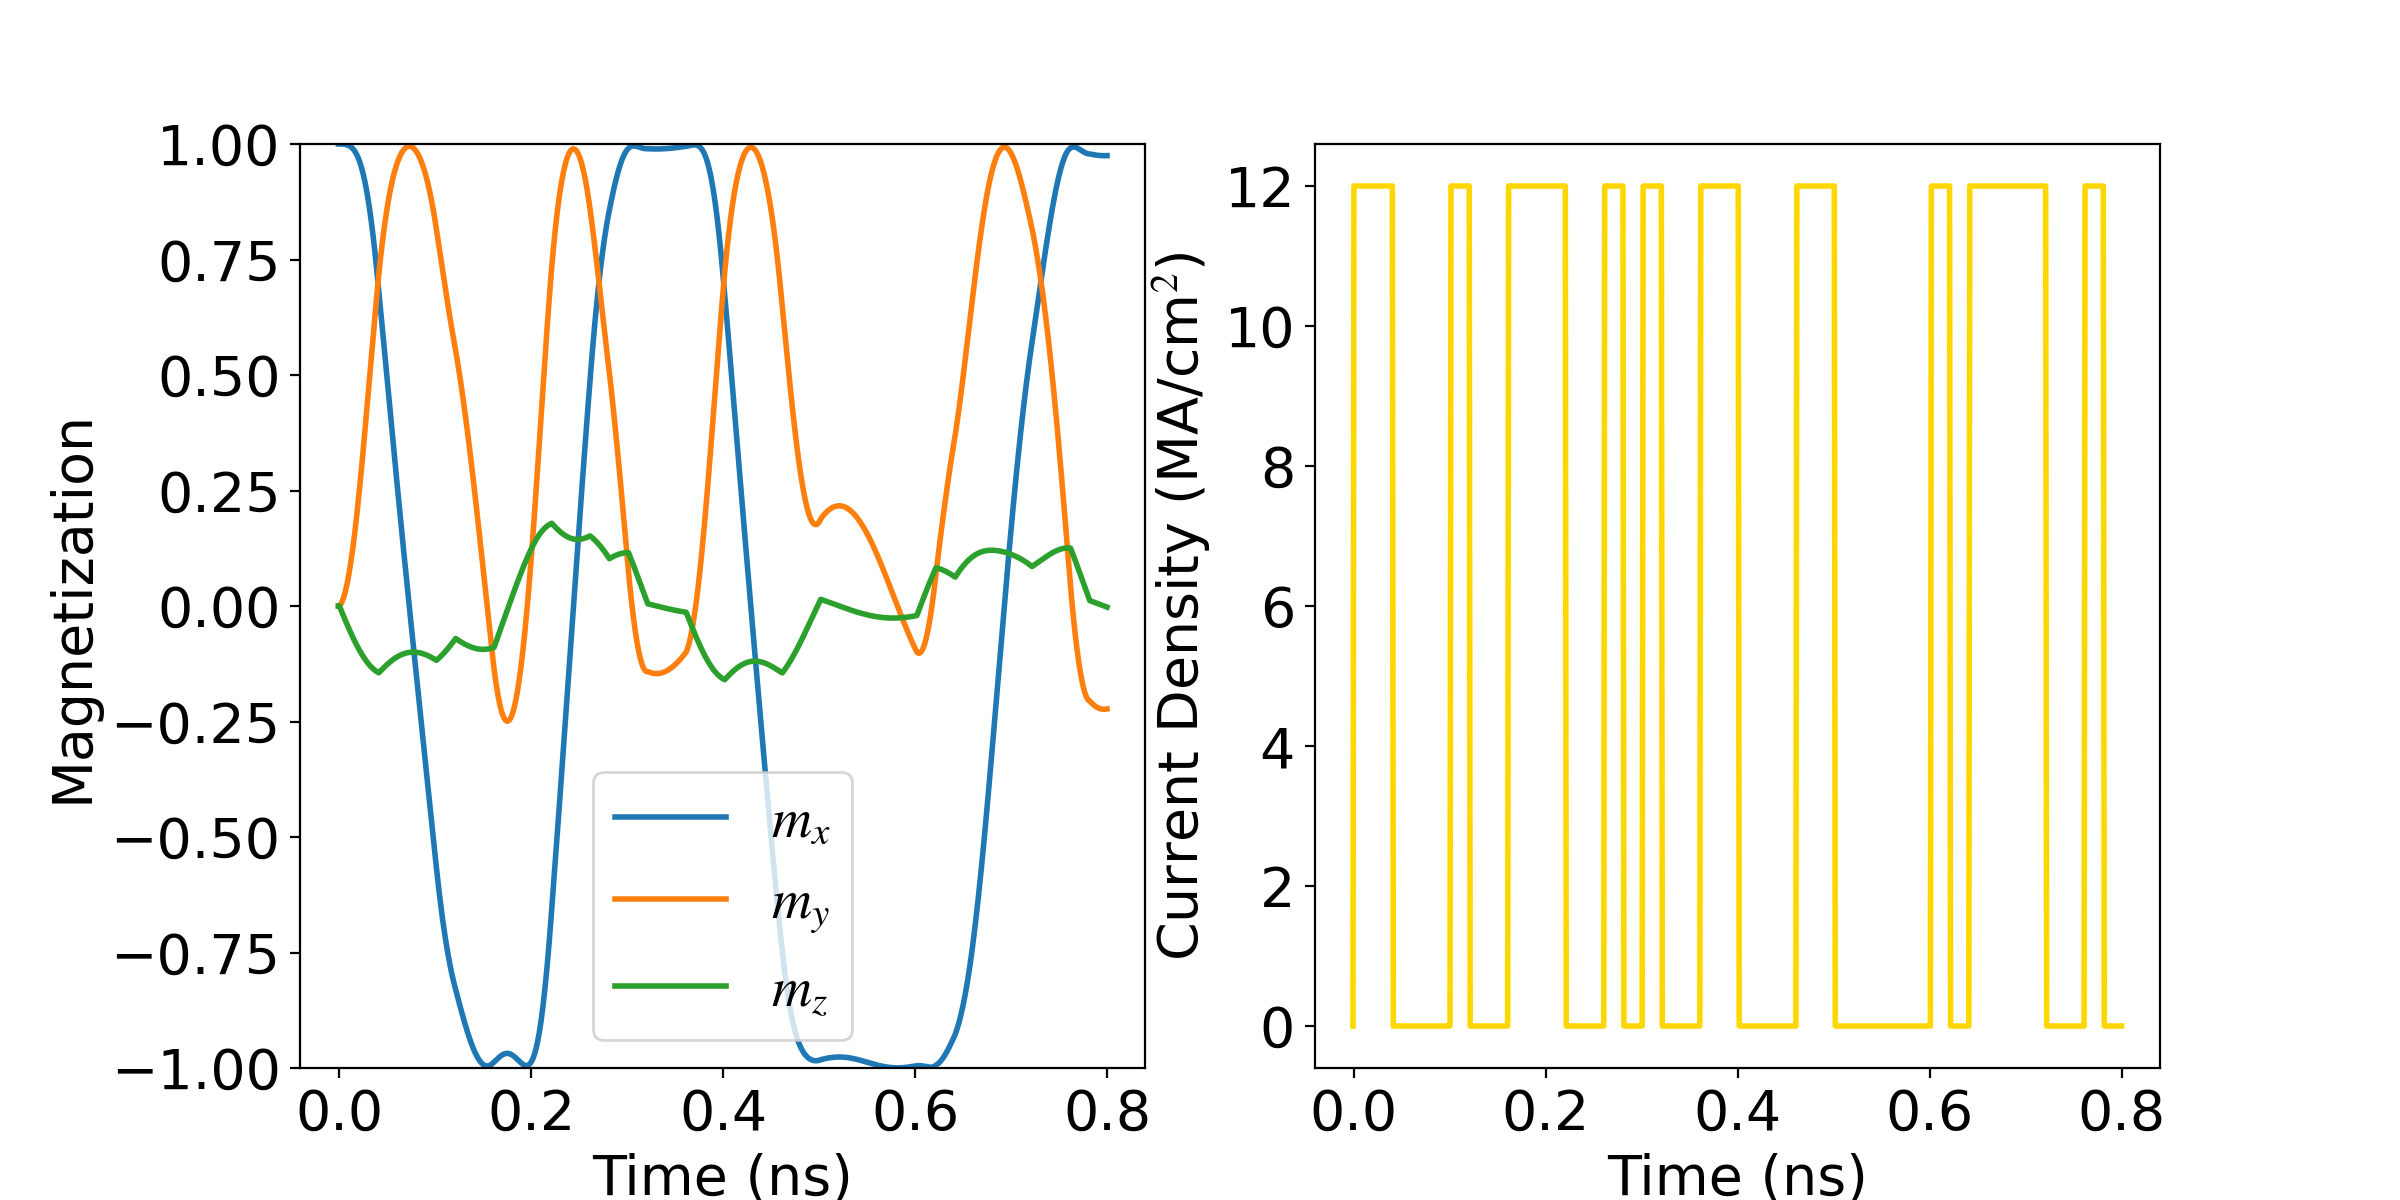 Magnetization
1.00
0.75
0.50
0.25
0.00
−0.25
−0.50
−0.75
−1.00
0.0 0.2 0.4 0.6 0.8
Time (ns)
m_x
m_y
m_z
Current Density (MA/cm²)
12
10
8
6
4
2
0
0.0 0.2 0.4 0.6 0.8
Time (ns)